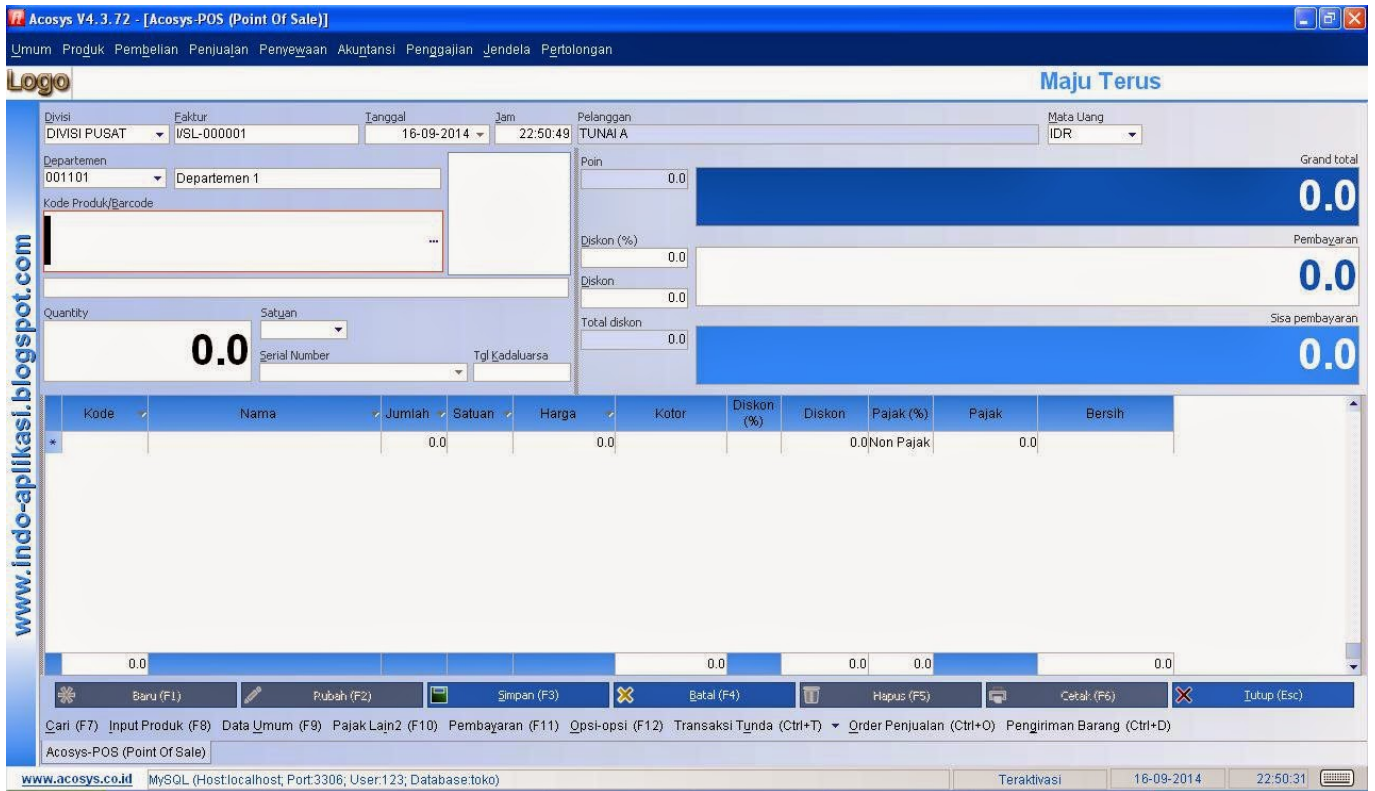 Acosys V4.3.72 - [Acosys-POS (Point Of Sale)]
Umum Produk Pembelian Penjualan Penyewaan Akuntansi Penggajian Jendela Pertolongan
Logo
Maju Terus
Divisi Faktur Tanggal Jam Pelanggan Mata Uang
DIVISI PUSAT I/SL-000001 16-09-2014 22:50:49 TUNAI A IDR
Departemen Poin Grand total
001101 Departemen 1 0.0 0.0
Kode Produk/Barcode
...
Diskon (%) Pembayaran
0.0 0.0
Diskon
0.0
Quantity Satuan Total diskon Sisa pembayaran
0.0 0.0 0.0
Serial Number Tgl Kadaluarsa
Kode Nama Jumlah Satuan Harga Kotor Diskon (%) Diskon Pajak (%) Pajak Bersih
* 0.0 0.0 0.0 Non Pajak 0.0
0.0 0.0 0.0 0.0 0.0
Baru (F1) Rubah (F2) Simpan (F3) Batal (F4) Hapus (F5) Cetak (F6) Tutup (Esc)
Cari (F7) Input Produk (F8) Data Umum (F9) Pajak Lain2 (F10) Pembayaran (F11) Opsi-opsi (F12) Transaksi Tunda (Ctrl+T) Order Penjualan (Ctrl+O) Pengiriman Barang (Ctrl+D)
Acosys-POS (Point Of Sale)
www.acosys.co.id MySQL (Host:localhost; Port:3306; User:123; Database:toko) Teraktivasi 16-09-2014 22:50:31
www.indo-aplikasi.blogspot.com